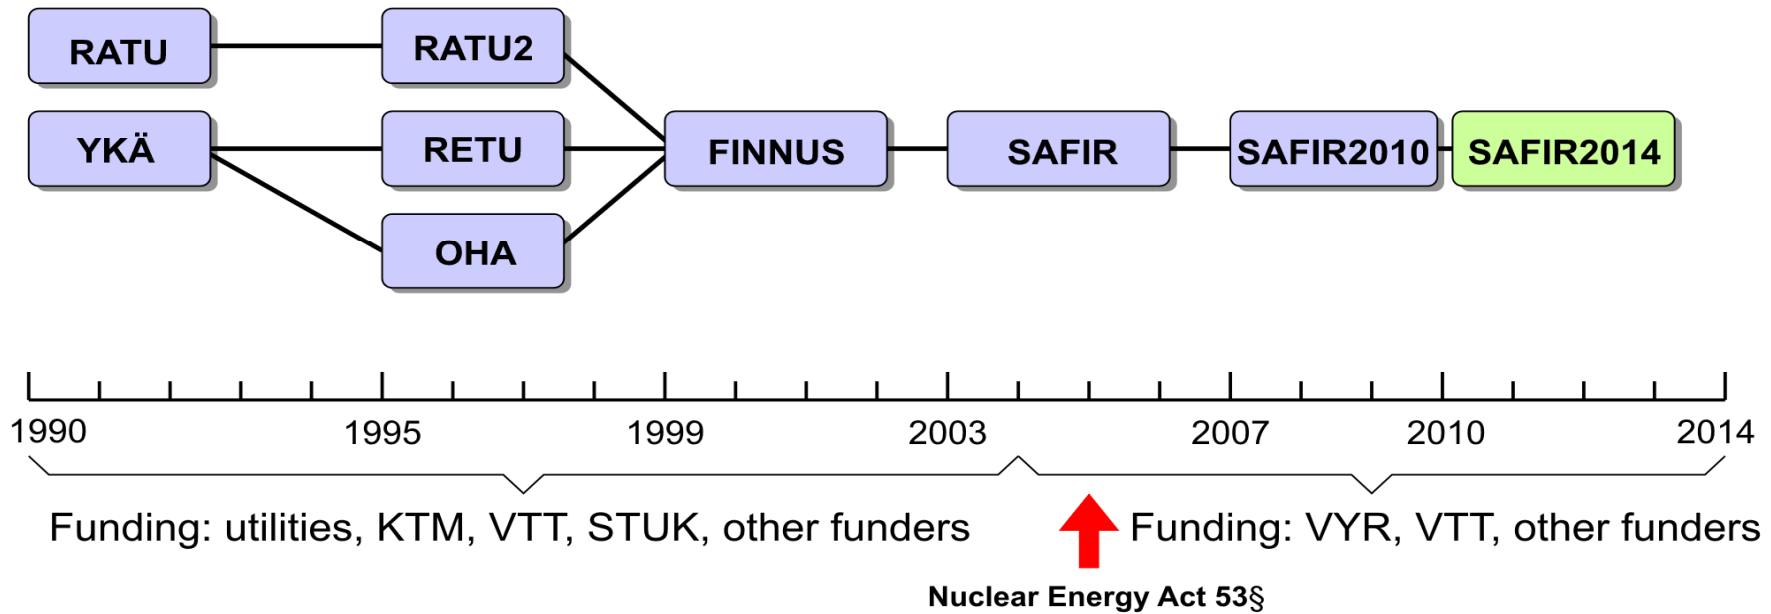 RATU
RATU2
YKÄ
RETU
FINNUS
SAFIR
SAFIR2010
SAFIR2014
OHA
1990
1995
1999
2003
2007
2010
2014
Funding: utilities, KTM, VTT, STUK, other funders
Funding: VYR, VTT, other funders
Nuclear Energy Act 53§